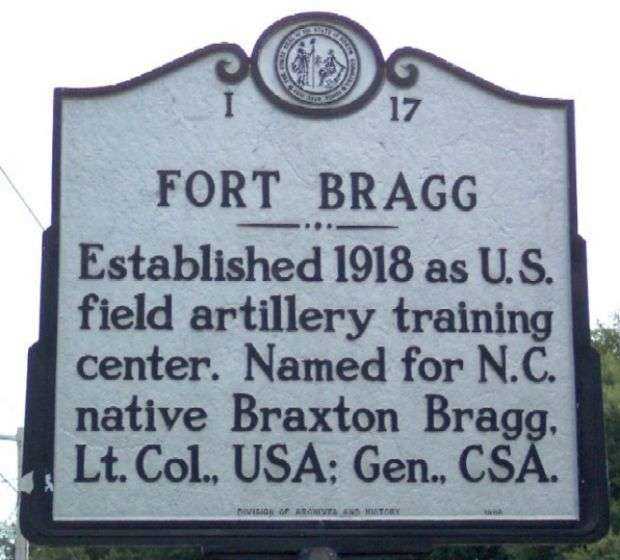 I 17
FORT BRAGG
Established 1918 as U.S.
field artillery training
center. Named for N.C.
native Braxton Bragg,
Lt. Col., USA; Gen., CSA.
DIVISION OF ARCHIVES AND HISTORY